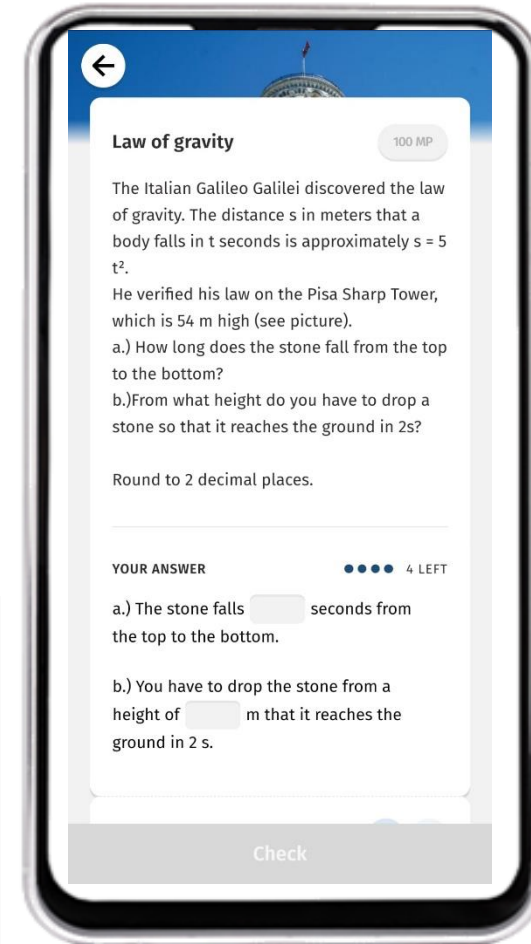 Law of gravity
100 MP
The Italian Galileo Galilei discovered the law
of gravity. The distance s in meters that a
body falls in t seconds is approximately s = 5
t².
He verified his law on the Pisa Sharp Tower,
which is 54 m high (see picture).
a.) How long does the stone fall from the top
to the bottom?
b.)From what height do you have to drop a
stone so that it reaches the ground in 2s?
Round to 2 decimal places.
YOUR ANSWER
4 LEFT
a.) The stone falls seconds from
the top to the bottom.
b.) You have to drop the stone from a
height of m that it reaches the
ground in 2 s.
Check